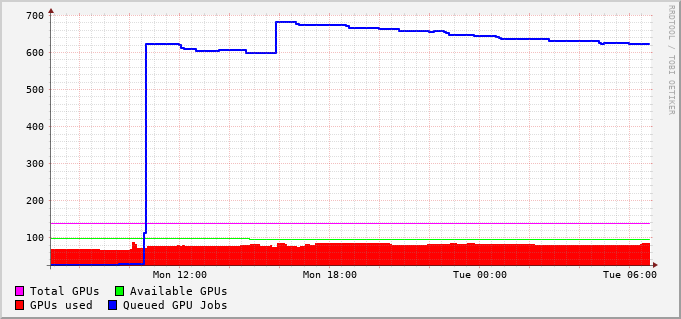 700
600
500
400
300
200
100
Mon 12:00 Mon 18:00 Tue 00:00 Tue 06:00
Total GPUs Available GPUs
GPUs used Queued GPU Jobs
RRDTOOL / TOBI OETIKER